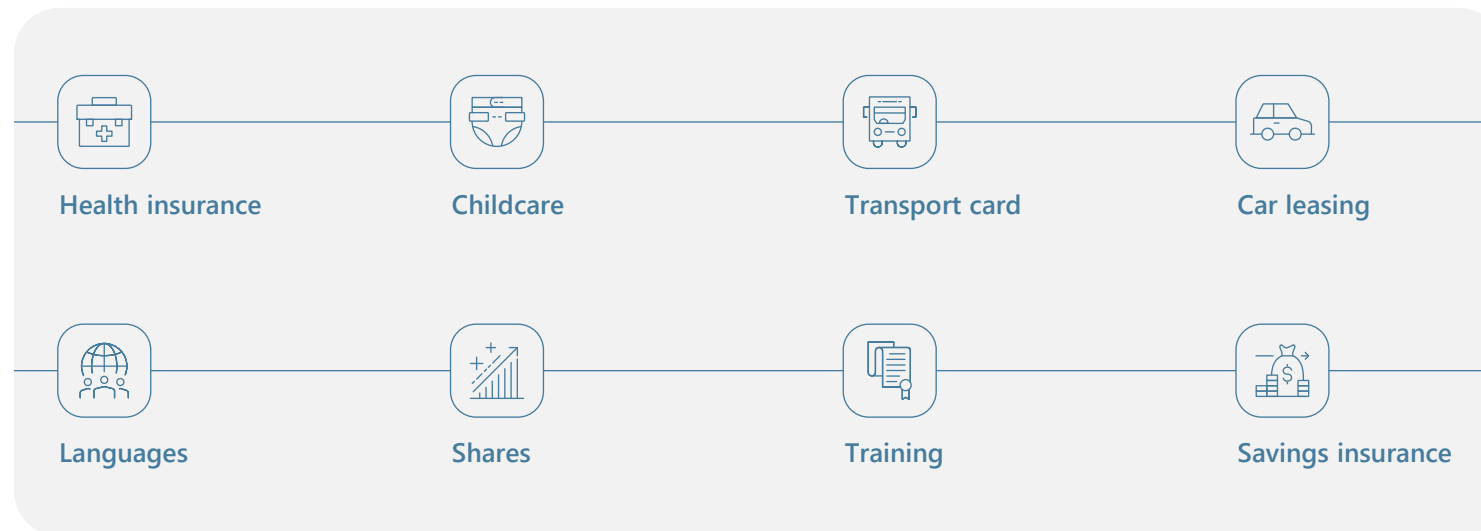 Health insurance
Childcare
Transport card
Car leasing
$
Languages
Shares
Training
Savings insurance